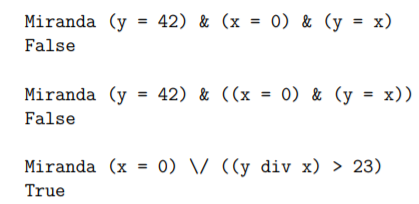 Miranda (y = 42) & (x = 0) & (y = x)
False
Miranda (y = 42) & ((x = 0) & (y = x))
False
Miranda (x = 0) \/ ((y div x) > 23)
True